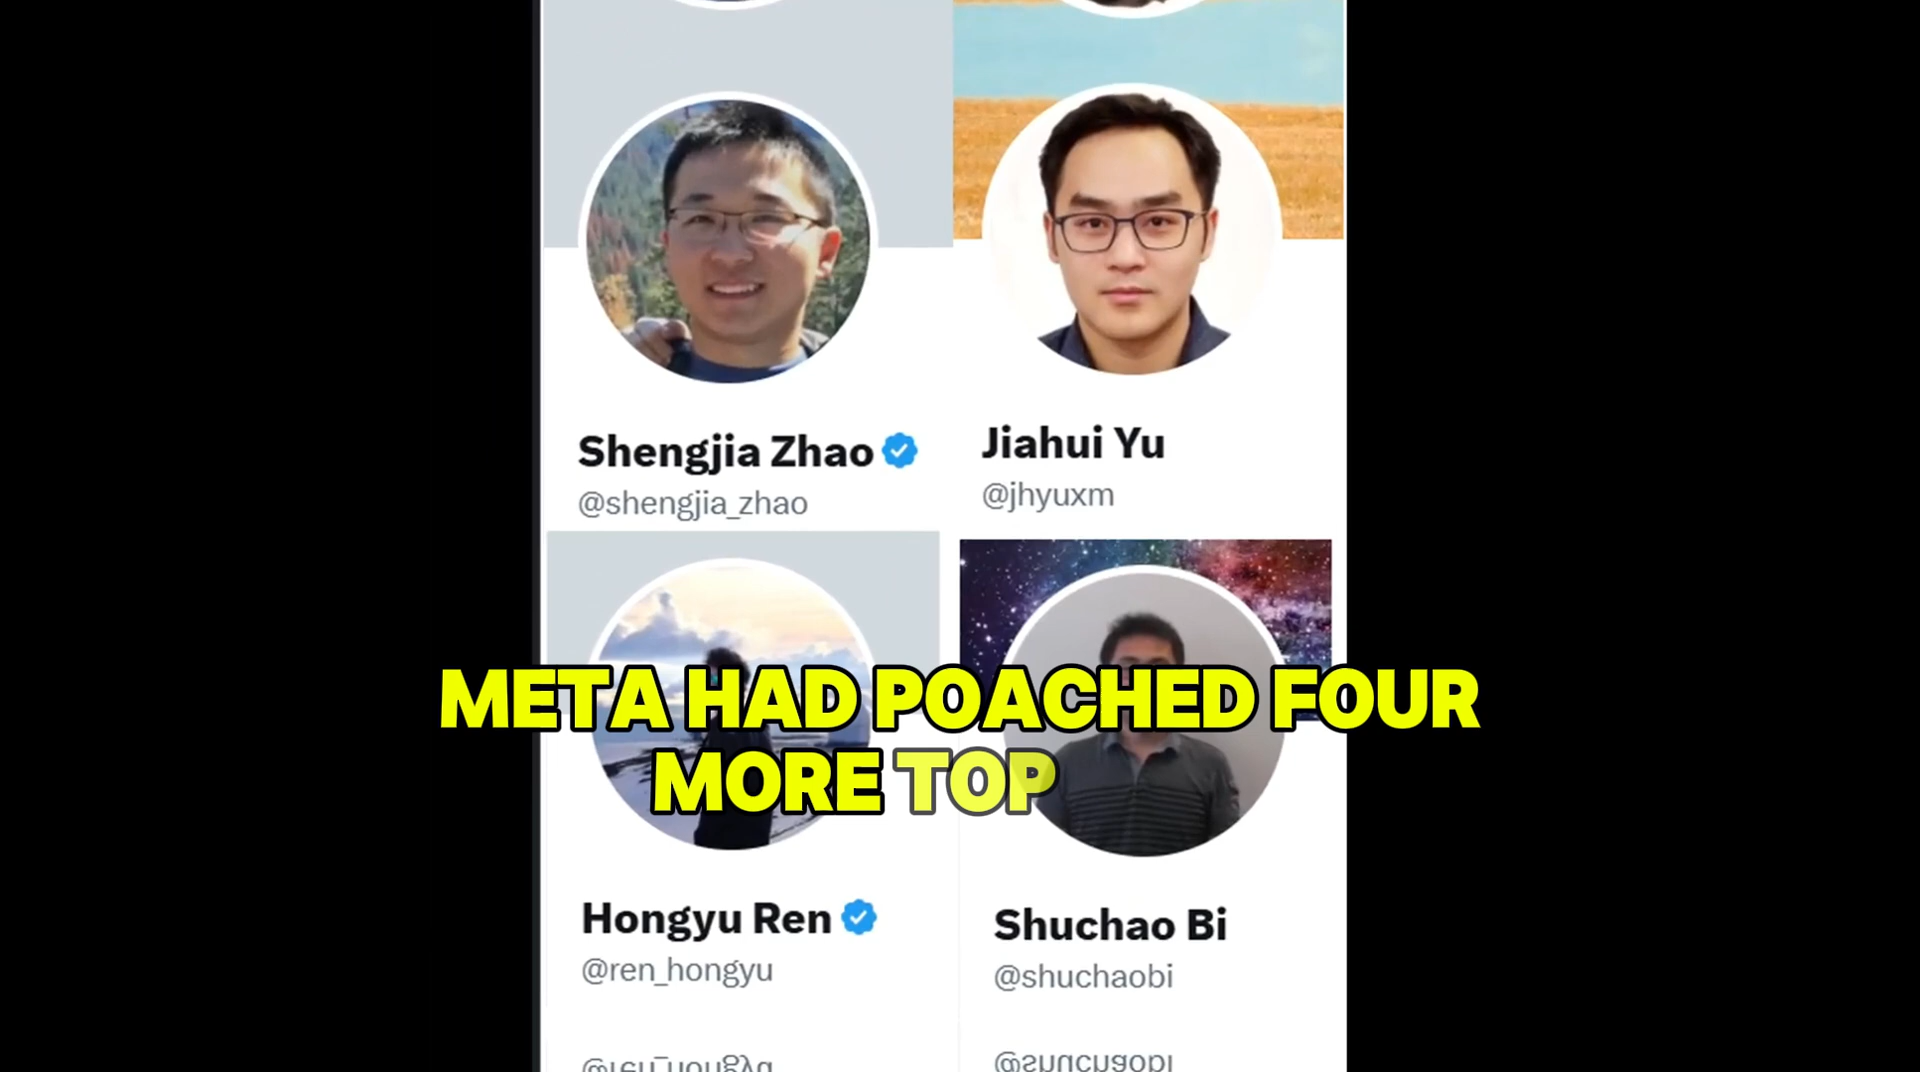 Shengjia Zhao
Jiahui Yu
@shengjia_zhao
@jhyuxm
META HAD POACHED FOUR
MORE TOP
Hongyu Ren
Shuchao Bi
@ren_hongyu
@shuchaobi